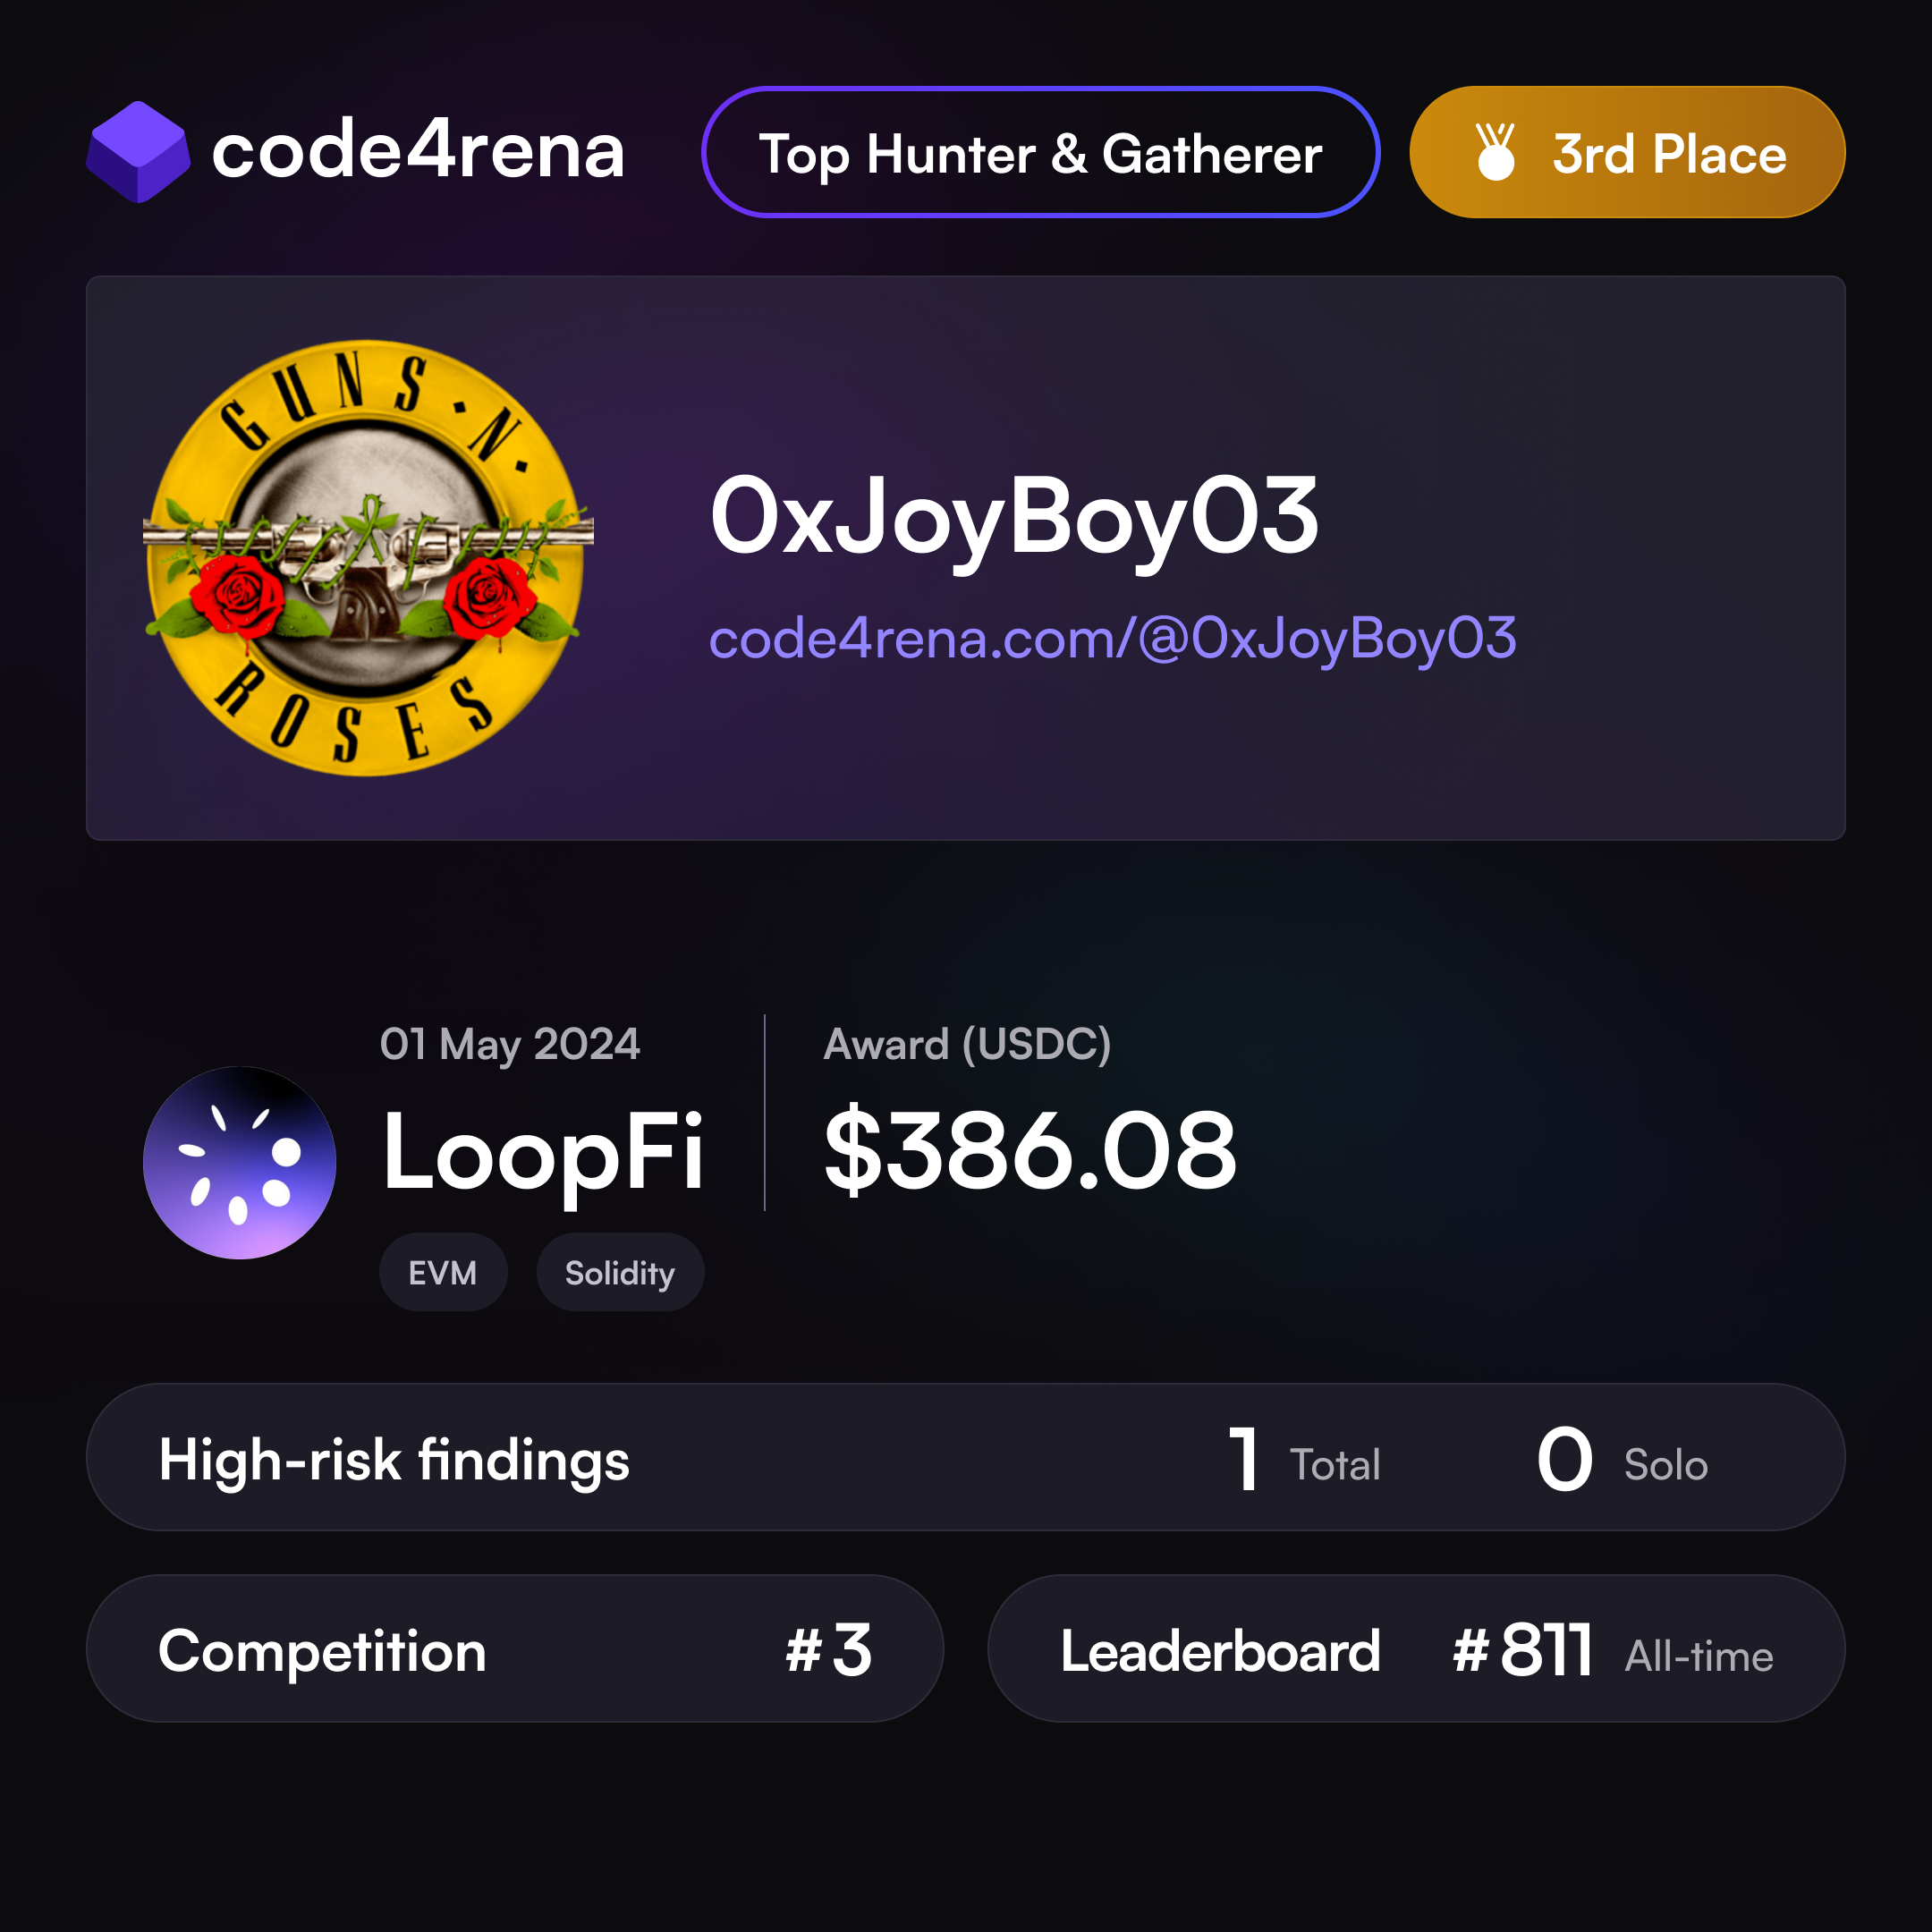 code4rena
Top Hunter & Gatherer
3rd Place
GUNS · N ·
ROSES
0xJoyBoy03
code4rena.com/@0xJoyBoy03
01 May 2024
LoopFi
EVM
Solidity
Award (USDC)
$386.08
High-risk findings
1 Total
0 Solo
Competition
#3
Leaderboard
#811 All-time